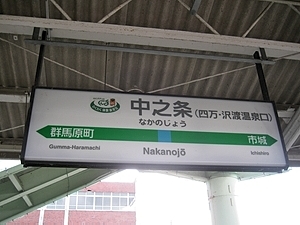 中之条(四万・沢渡温泉口)
なかのじょう
群馬原町 市城
Gumma-Haramachi Nakanojō Ichishiro